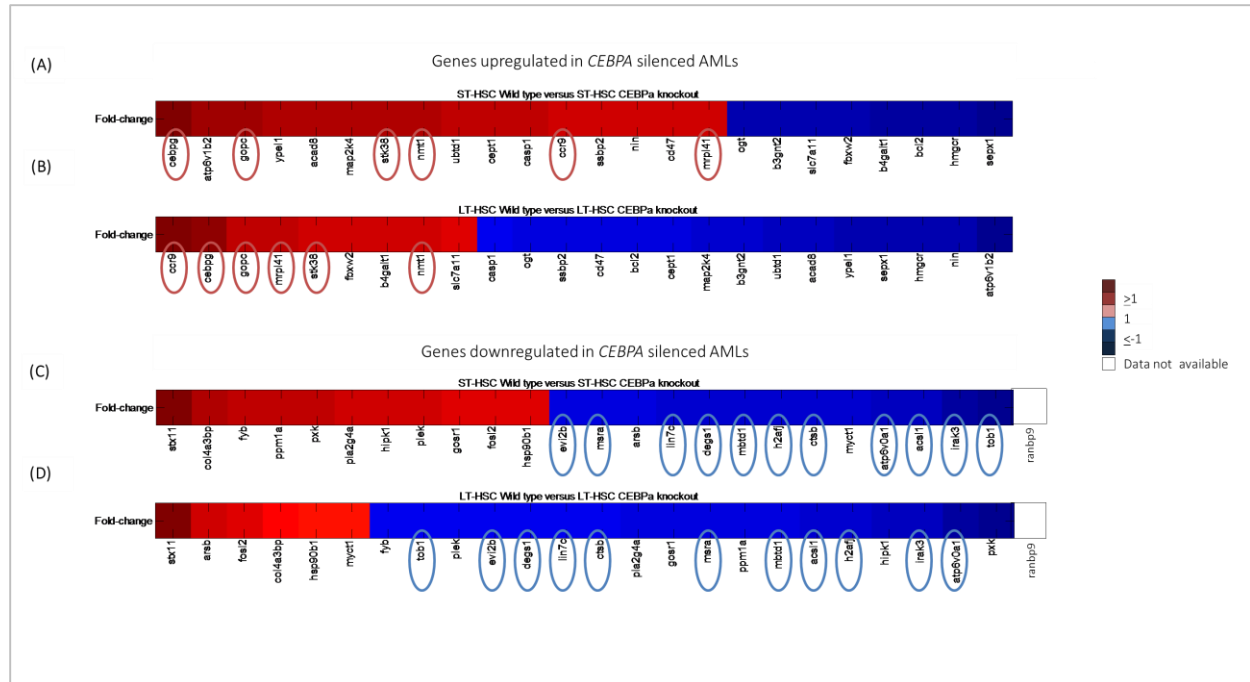 (A)
Genes upregulated in CEBPA silenced AMLs
ST-HSC Wild type versus ST-HSC CEBPa knockout
Fold-change
cebpg atp6v1b2 gopc ypel1 acad8 map2k4 stk38 nmt1 ubtd1 cept1 casp1 ccr9 ssbp2 nin cd47 mrpl41 ogt b3gnt2 slc7a11 fbxw2 b4galt1 bcl2 hmgcr sepx1
(B)
LT-HSC Wild type versus LT-HSC CEBPa knockout
Fold-change
ccr9 cebpg gopc mrpl41 stk38 fbxw2 b4galt1 nmt1 slc7a11 casp1 ogt ssbp2 cd47 bcl2 cept1 map2k4 b3gnt2 ubtd1 acad8 ypel1 sepx1 hmgcr nin atp6v1b2
≥1
1
≤-1
Data not available
Genes downregulated in CEBPA silenced AMLs
(C)
ST-HSC Wild type versus ST-HSC CEBPa knockout
Fold-change
stx11 col4a3bp fyb ppm1a pxk pla2g4a hipk1 plek gosr1 fosl2 hsp90b1 evi2b msra arsb lin7c degs1 mbtd1 h2afj ctsb myct1 atp6v0a1 acsl1 irak3 tob1 ranbp9
(D)
LT-HSC Wild type versus LT-HSC CEBPa knockout
Fold-change
stx11 arsb fosl2 col4a3bp hsp90b1 myct1 fyb tob1 plek evi2b degs1 lin7c ctsb pla2g4a gosr1 msra ppm1a mbtd1 acsl1 h2afj hipk1 irak3 atp6v0a1 pxk ranbp9